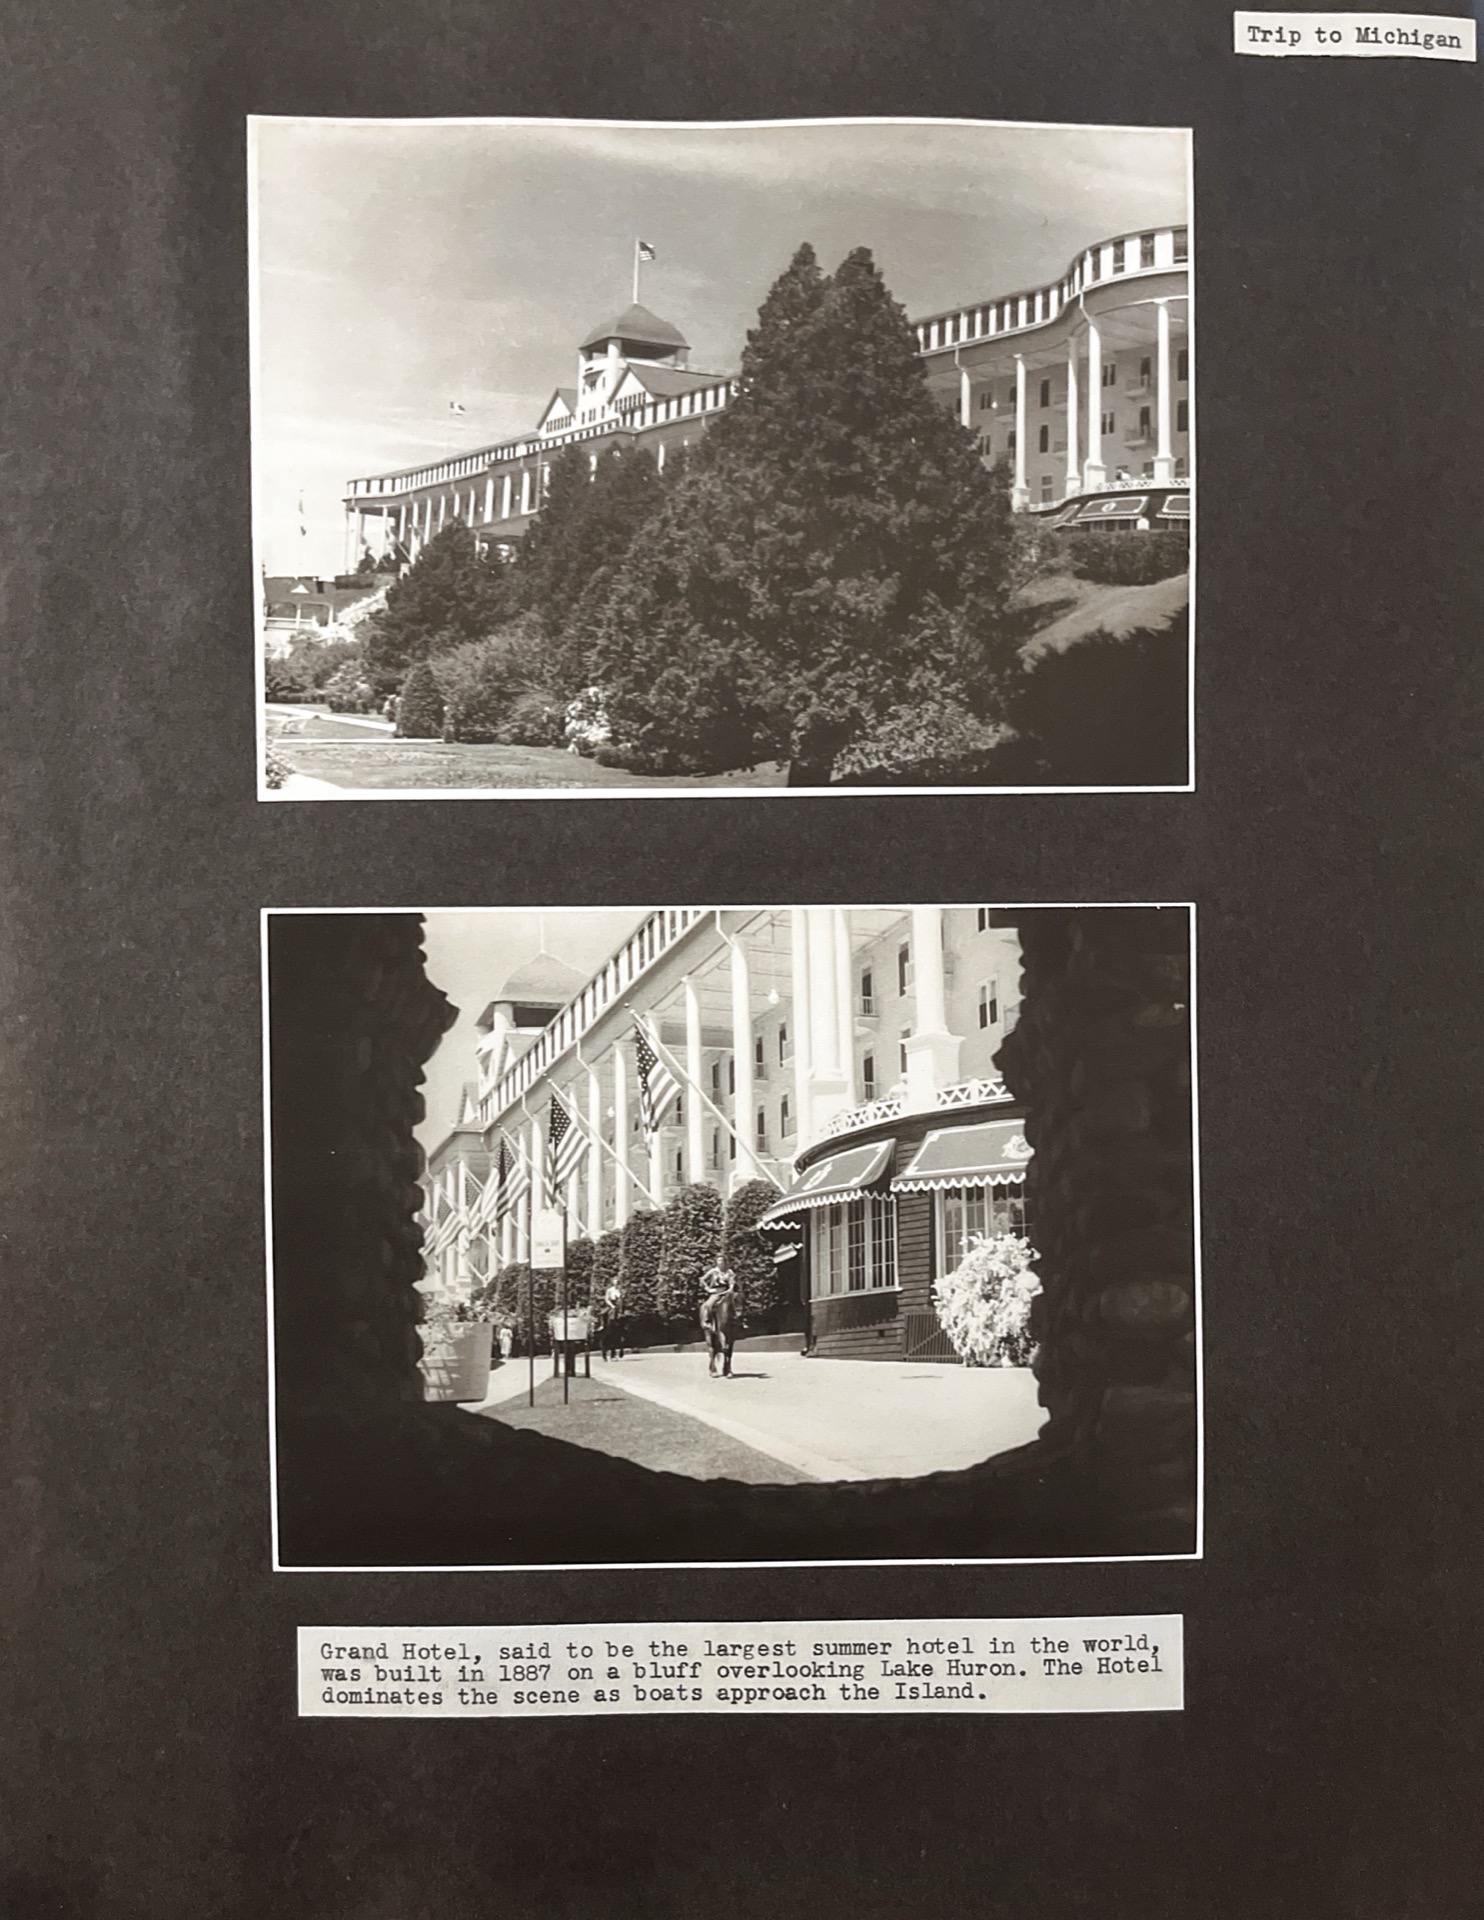 Trip to Michigan
Grand Hotel, said to be the largest summer hotel in the world,
was built in 1887 on a bluff overlooking Lake Huron. The Hotel
dominates the scene as boats approach the Island.